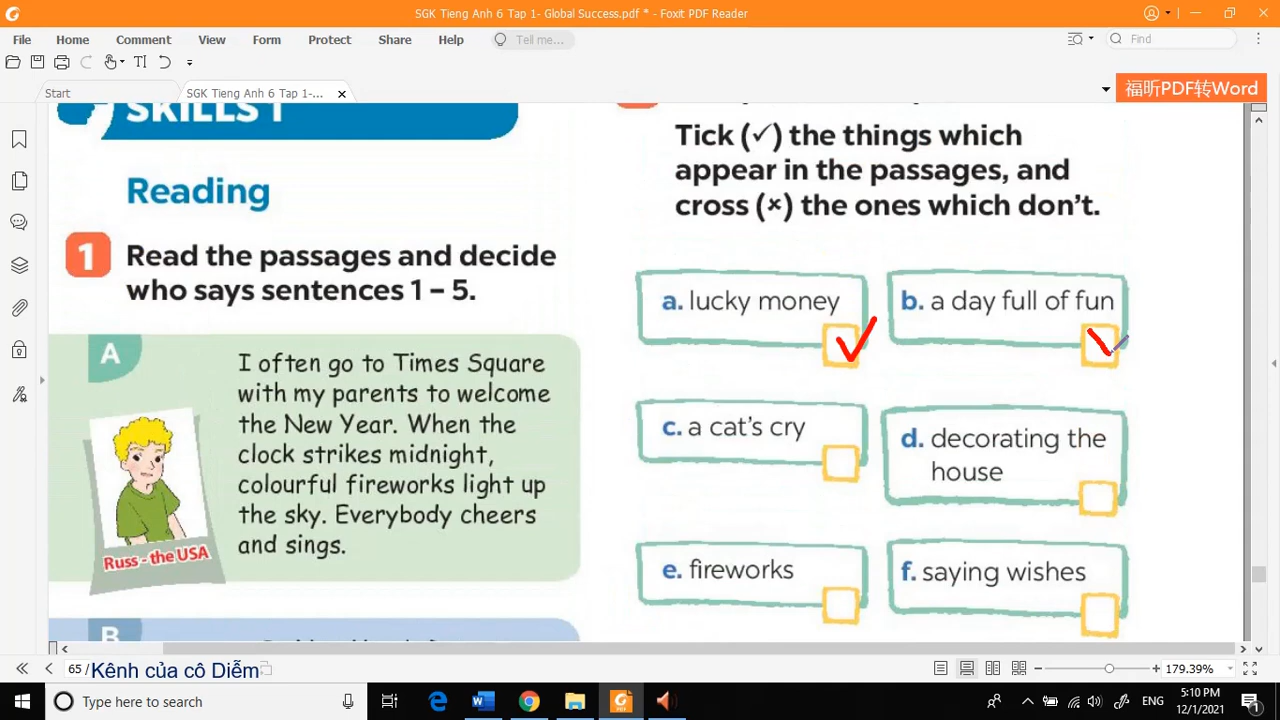 SGK Tieng Anh 6 Tap 1- Global Success.pdf * - Foxit PDF Reader
File Home Comment View Form Protect Share Help Tell me... Find
Start SGK Tieng Anh 6 Tap 1-... 福昕PDF转Word
SKILLS 1
Reading
1 Read the passages and decide
who says sentences 1 – 5.
A
I often go to Times Square
with my parents to welcome
the New Year. When the
clock strikes midnight,
colourful fireworks light up
the sky. Everybody cheers
and sings.
Russ - the USA
B
Tick (✓) the things which
appear in the passages, and
cross (×) the ones which don't.
a. lucky money
b. a day full of fun
c. a cat's cry
d. decorating the
house
e. fireworks
f. saying wishes
65 / Kênh của cô Diễm
179.39%
Type here to search
ENG
5:10 PM
12/1/2021
1